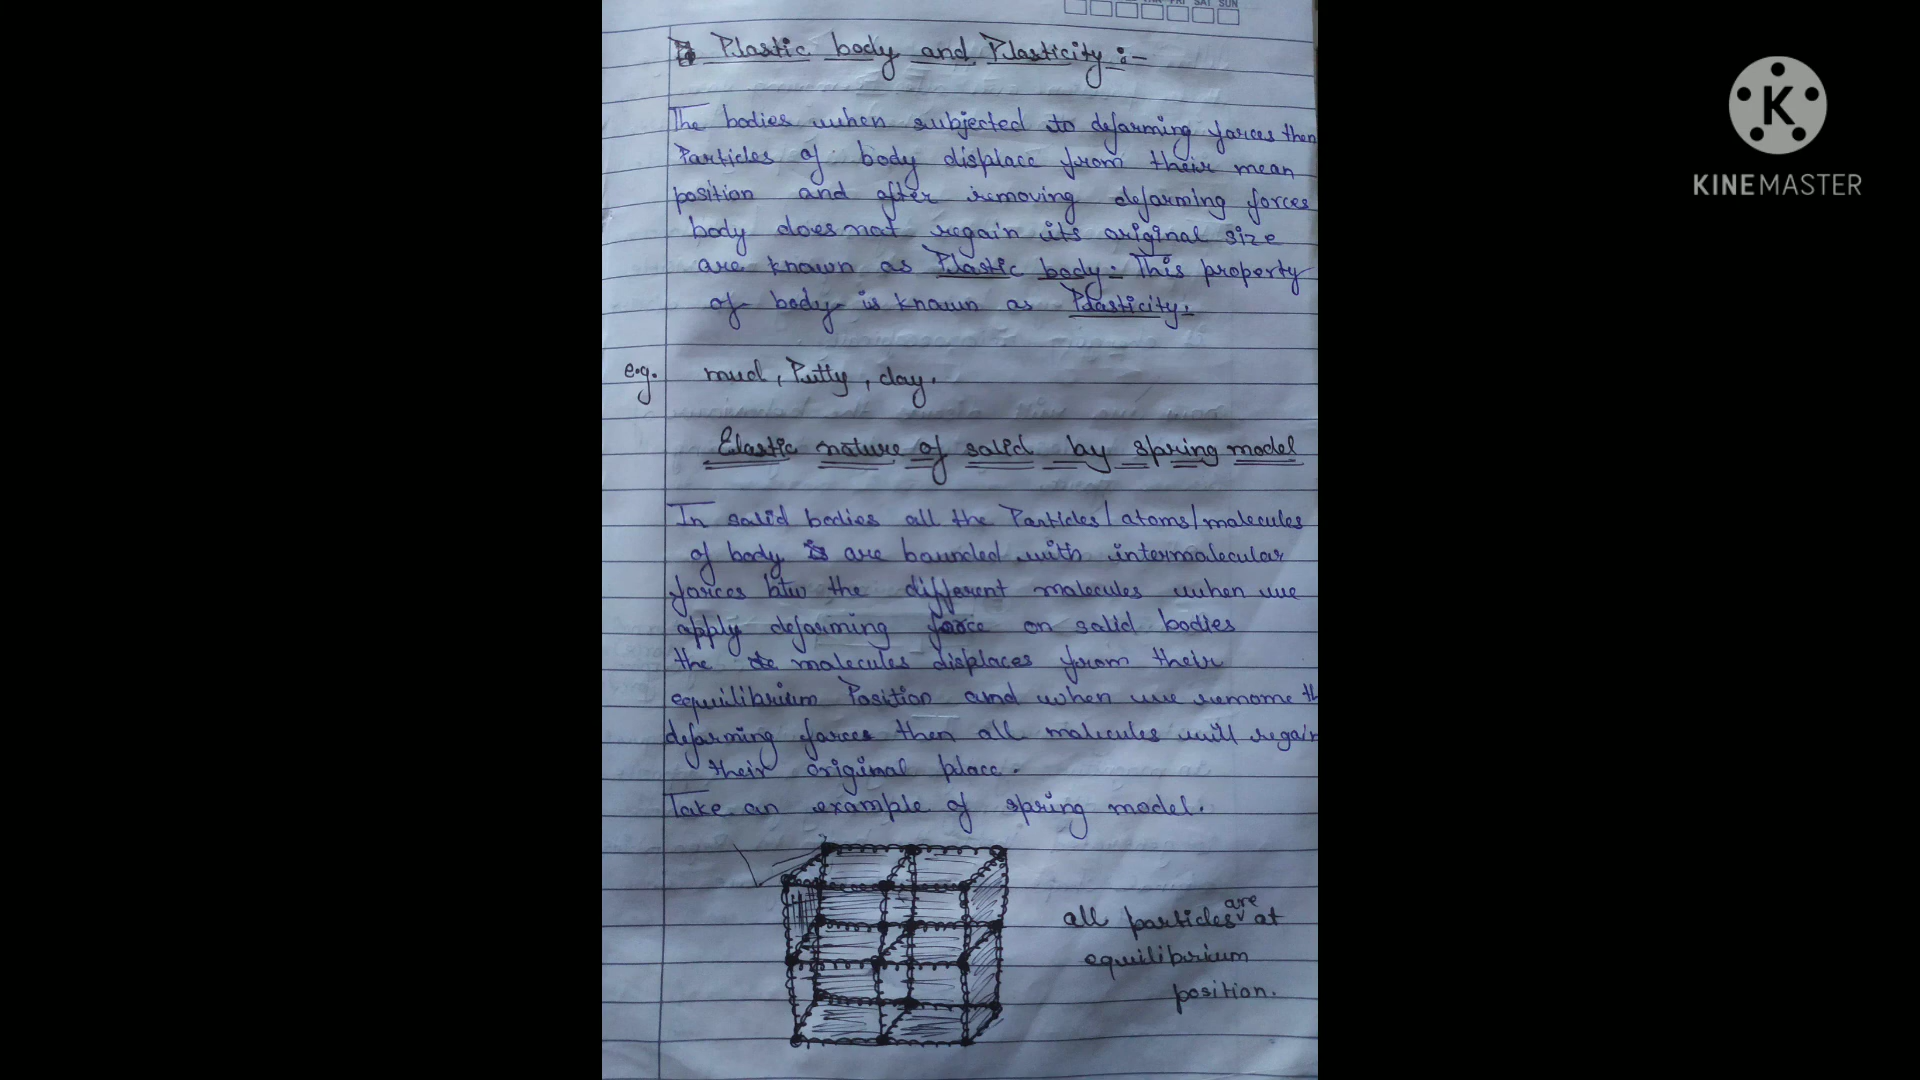 FRI SAT SUN
Plastic body and Plasticity :-
The bodies when subjected to deforming forces then
Particles of body displace from their mean
position and after removing deforming forces
body does not regain its original size
are known as Plastic body. This property
of body is known as Plasticity.
e.g. mud, Putty, clay.
Elastic nature of solid by spring model
In solid bodies all the Particles/atoms/molecules
of body are bounded with intermolecular
forces btw the different molecules when we
apply deforming force on solid bodies
the molecules displaces from their
equilibrium Position and when we remome th
deforming forces then all molecules will regain
their original place.
Take an example of spring model.
all particles are at
equilibrium
position.
K
KINEMASTER